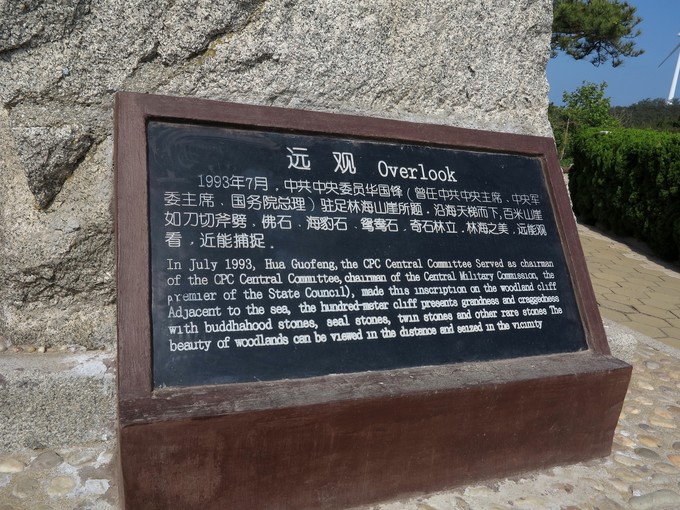 远 观 Overlook
1993年7月，中共中央委员华国锋（曾任中共中央主席．中央军
委主席．国务院总理）驻足林海山崖所题．沿海天梯而下，百米山崖
如刀切斧劈，佛石．海豹石．鸳鸯石．奇石林立．林海之美．远能观
看，近能捕捉．
In July 1993, Hua Guofeng, the CPC Central Committee Served as chairman
of the CPC Central Committee, chairman of the Central Military Commission, the
premier of the State Council), made this inscription on the woodland cliff
Adjacent to the sea, the hundred-meter cliff presents grandness and craggedness
with buddhahood stones, seal stones, twin stones and other rare stones The
beauty of woodlands can be viewed in the distance and seized in the vicinity